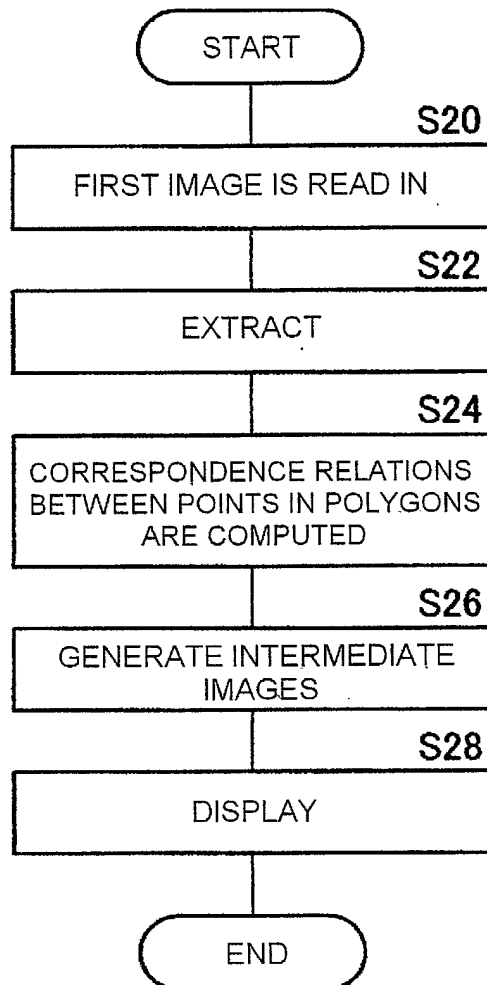 START
S20
FIRST IMAGE IS READ IN
S22
EXTRACT
S24
CORRESPONDENCE RELATIONS
BETWEEN POINTS IN POLYGONS
ARE COMPUTED
S26
GENERATE INTERMEDIATE
IMAGES
S28
DISPLAY
END